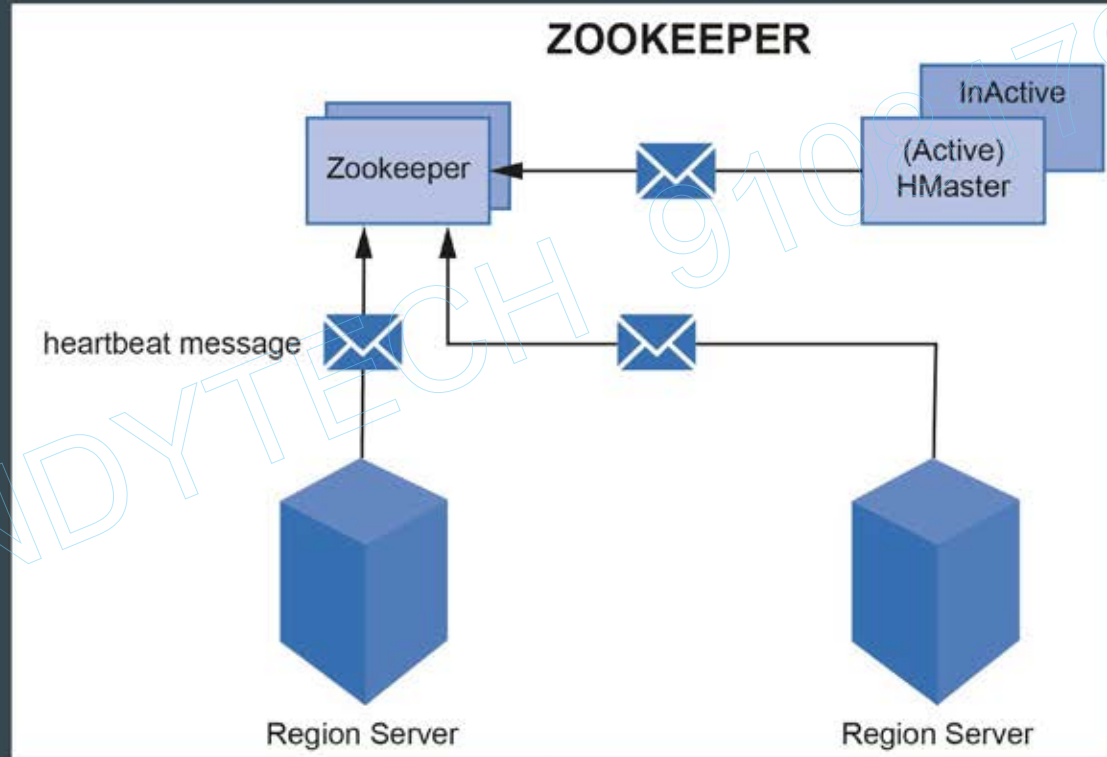 ZOOKEEPER
InActive
(Active)
HMaster
Zookeeper
heartbeat message
Region Server
Region Server